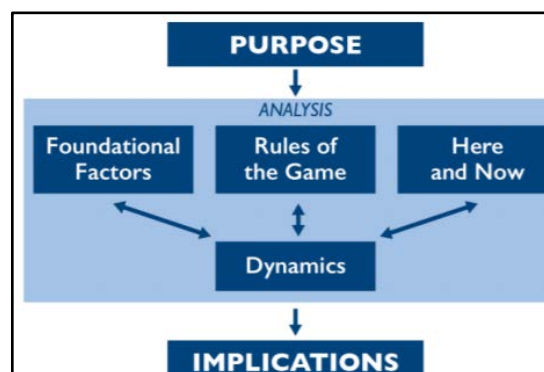 PURPOSE
ANALYSIS
Foundational
Factors
Rules of
the Game
Here
and Now
Dynamics
IMPLICATIONS